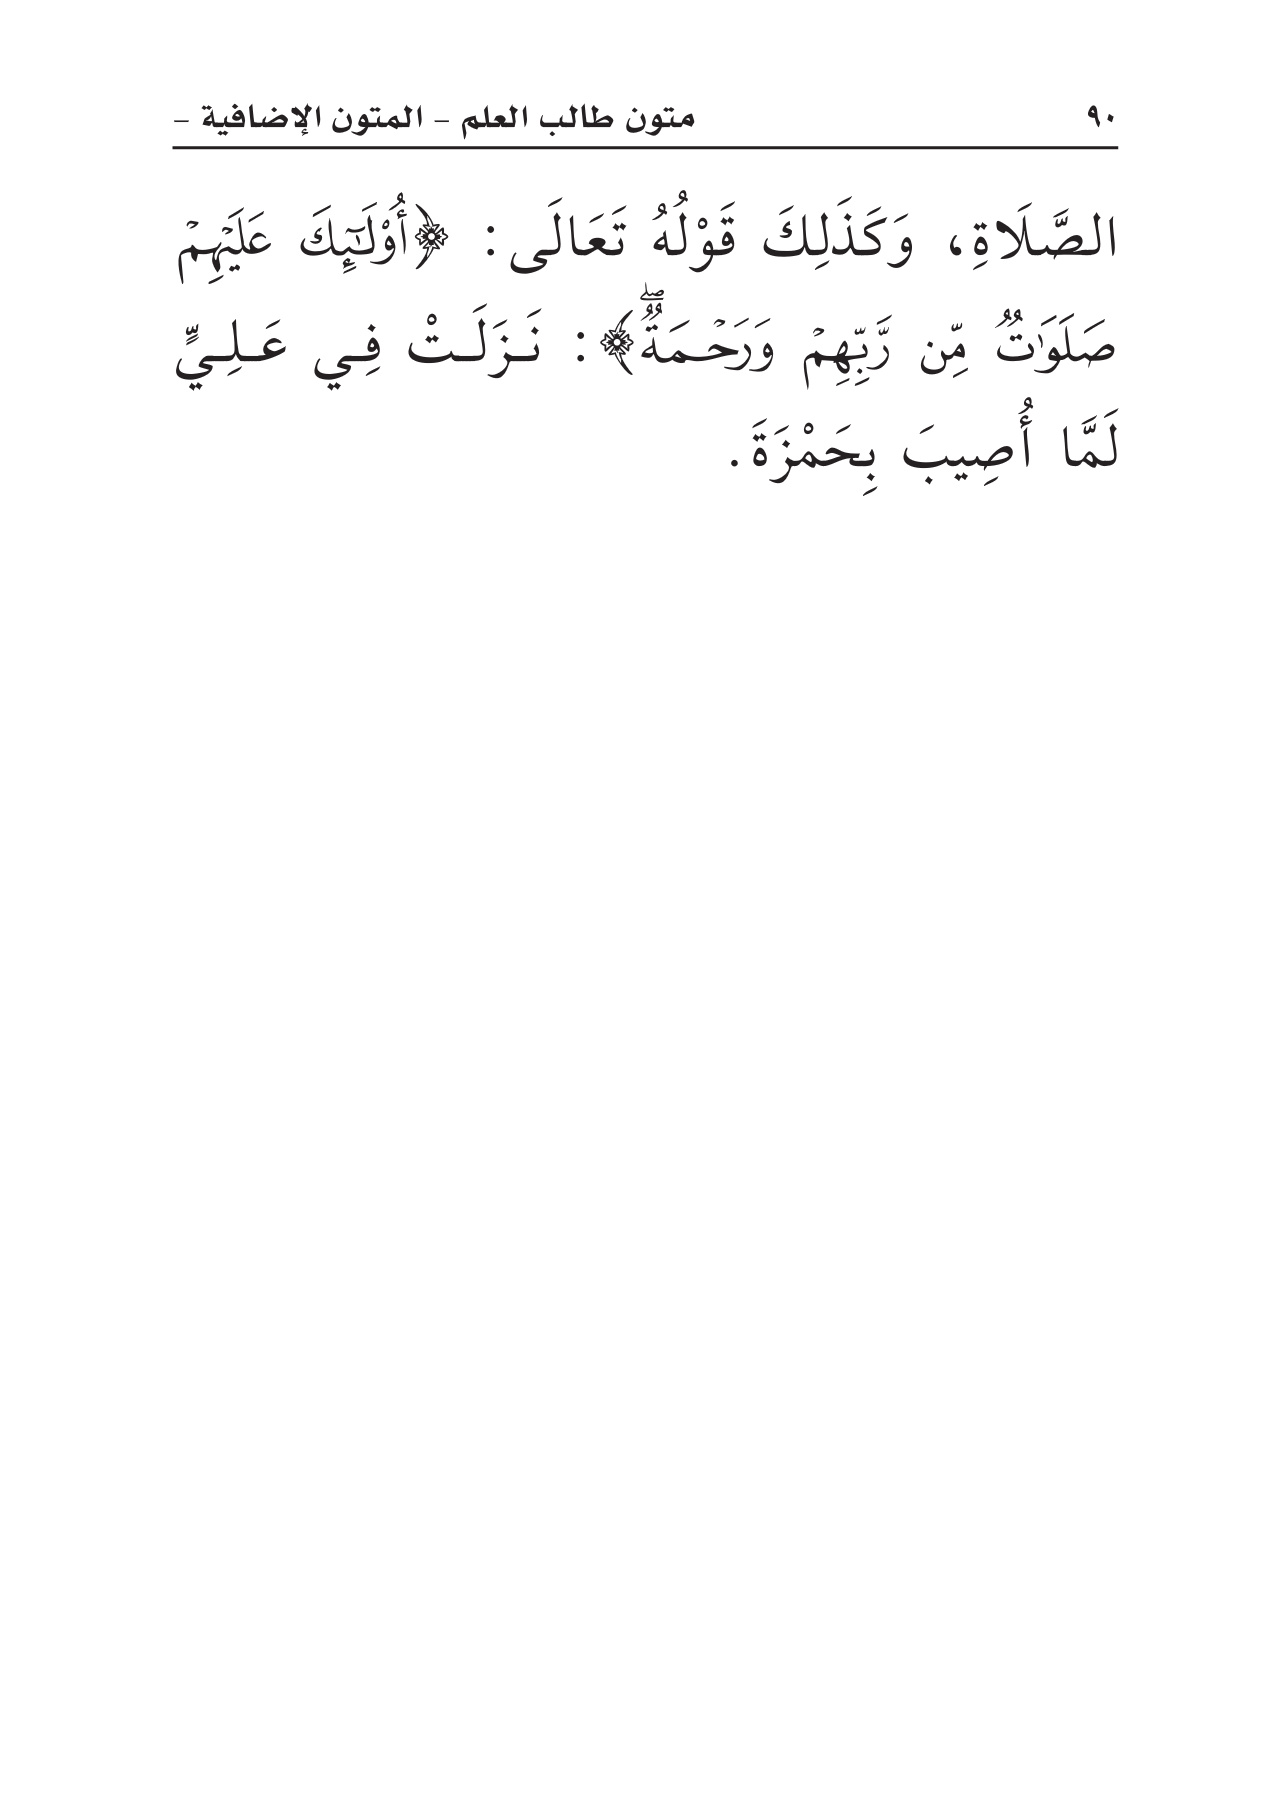 ٩٠ متون طالب العلم – المتون الإضافية –
الصَّلَاةِ، وَكَذَلِكَ قَوْلُهُ تَعَالَى: ﴿أُوْلَٰٓئِكَ عَلَيۡهِمۡ
صَلَوَٰتٞ مِّن رَّبِّهِمۡ وَرَحۡمَةٞۖ﴾: نَزَلَتْ فِي عَلِيٍّ
لَمَّا أُصِيبَ بِحَمْزَةَ.